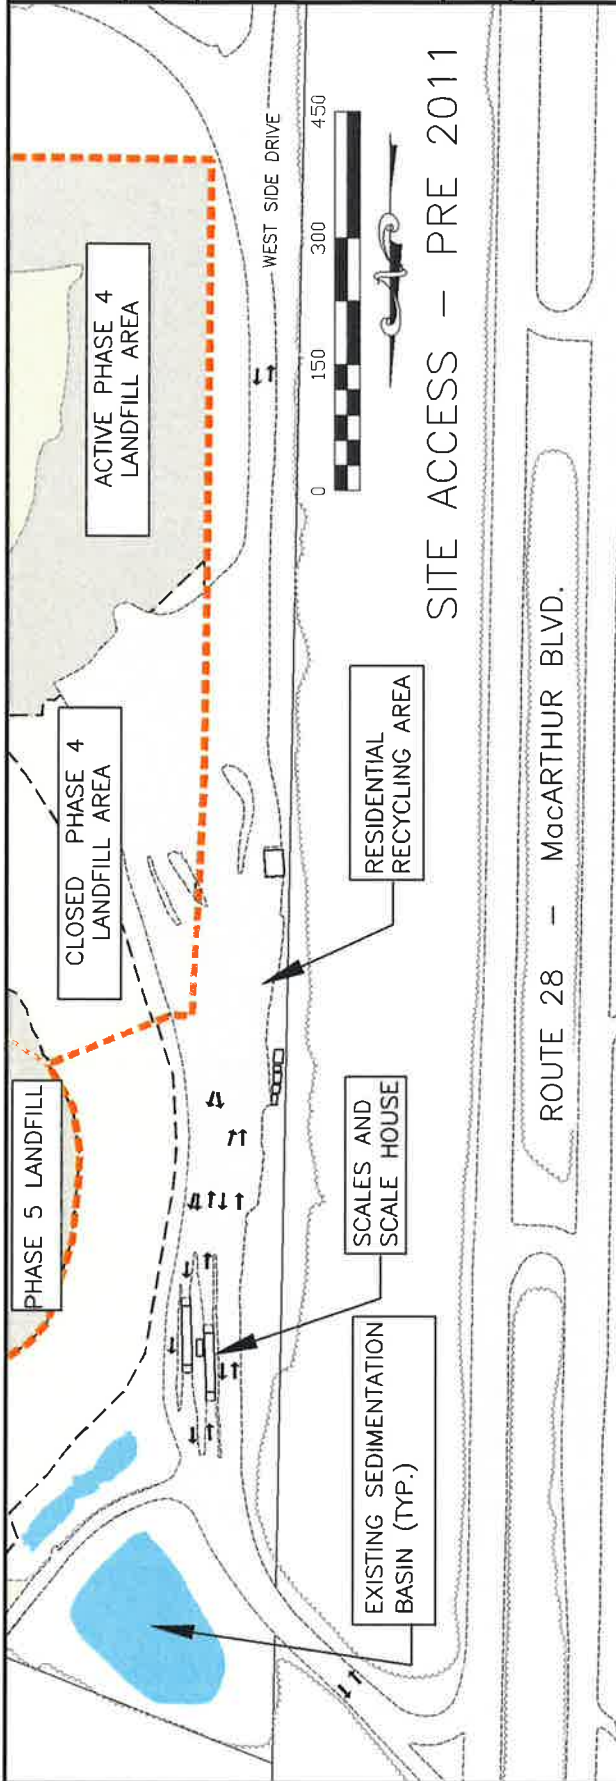 PHASE 5 LANDFILL
CLOSED PHASE 4
LANDFILL AREA
ACTIVE PHASE 4
LANDFILL AREA
WEST SIDE DRIVE
0 150 300 450
SITE ACCESS – PRE 2011
EXISTING SEDIMENTATION
BASIN (TYP.)
SCALES AND
SCALE HOUSE
RESIDENTIAL
RECYCLING AREA
ROUTE 28 – MacARTHUR BLVD.